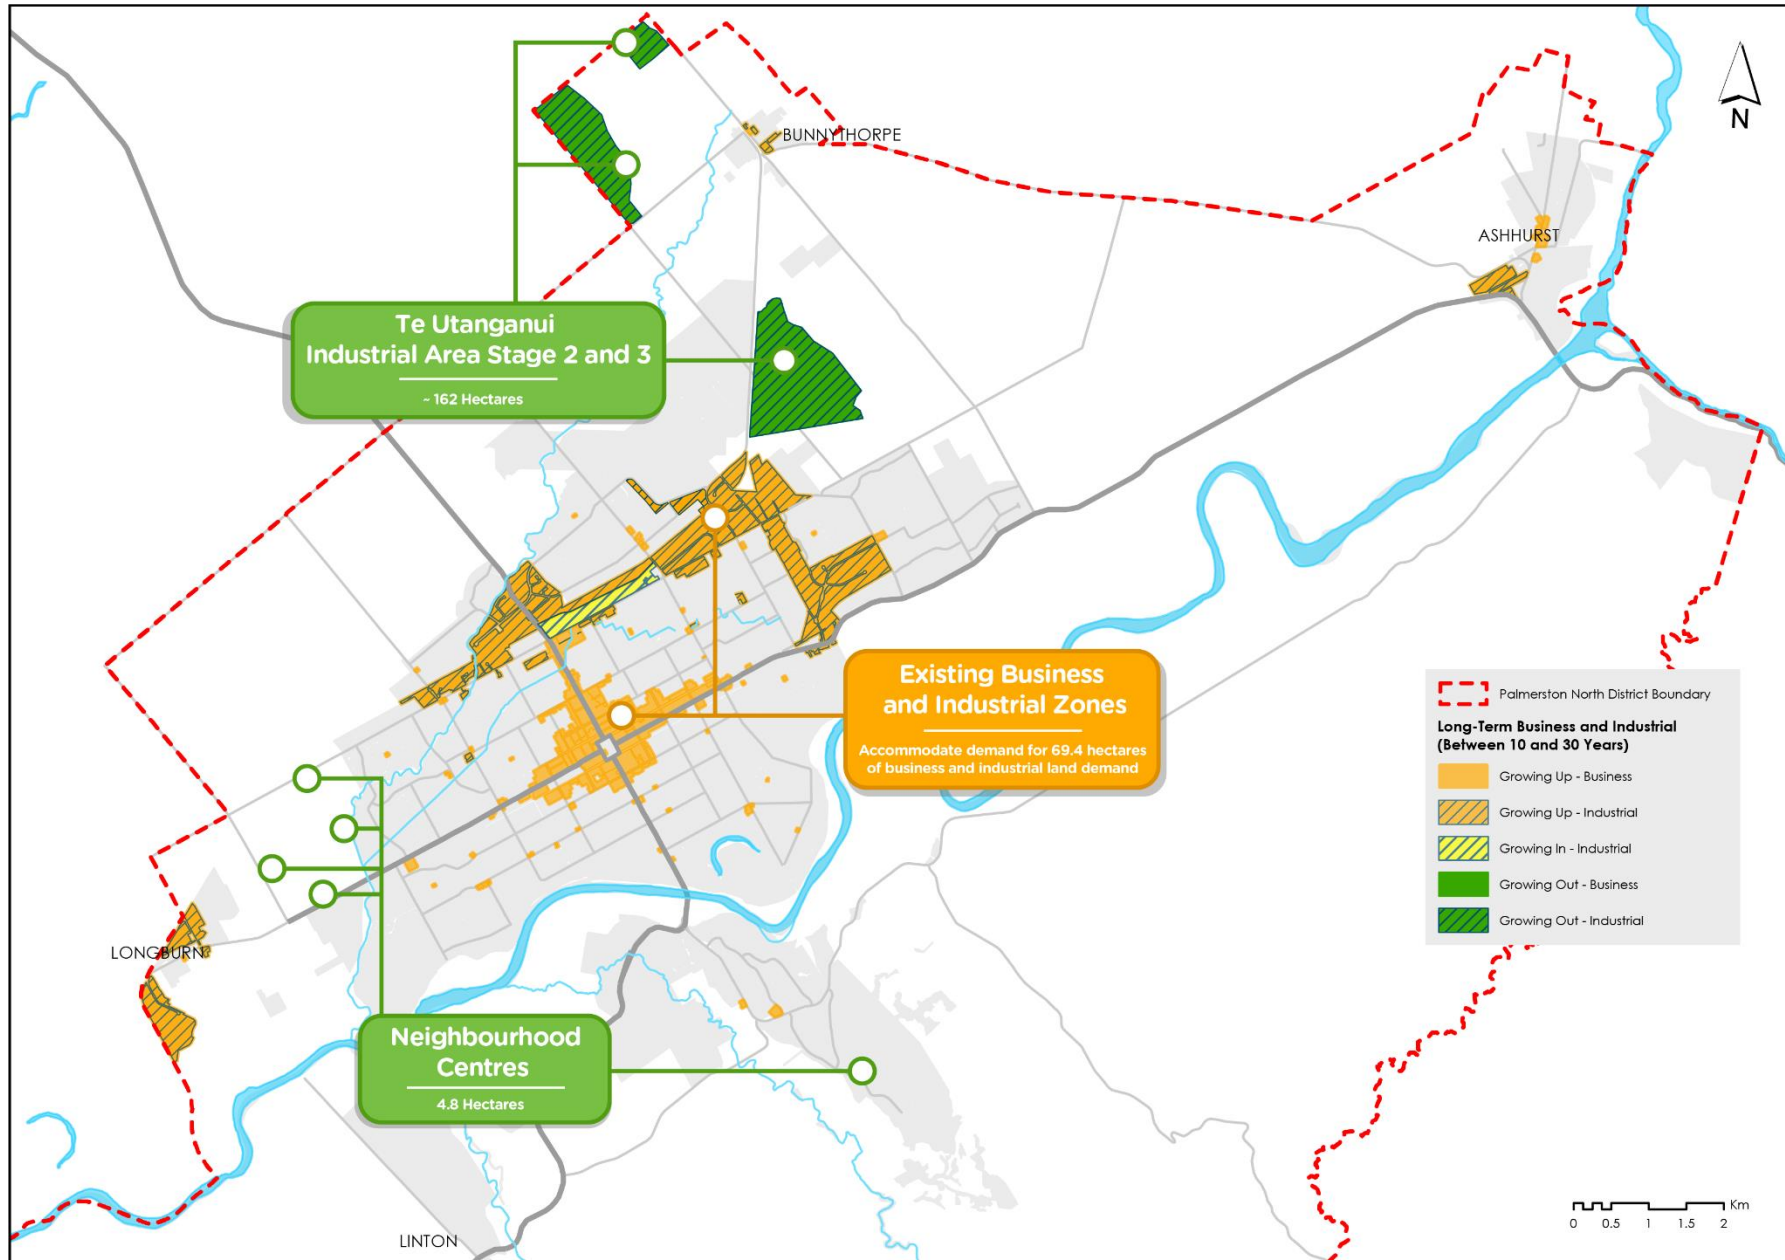 BUNNYTHORPE
N
ASHHURST
Te Utanganui
Industrial Area Stage 2 and 3
~ 162 Hectares
Existing Business
and Industrial Zones
Accommodate demand for 69.4 hectares
of business and industrial land demand
Palmerston North District Boundary
Long-Term Business and Industrial
(Between 10 and 30 Years)
Growing Up - Business
Growing Up - Industrial
Growing In - Industrial
Growing Out - Business
Growing Out - Industrial
LONGBURN
Neighbourhood
Centres
4.8 Hectares
LINTON
Km
0 0.5 1 1.5 2